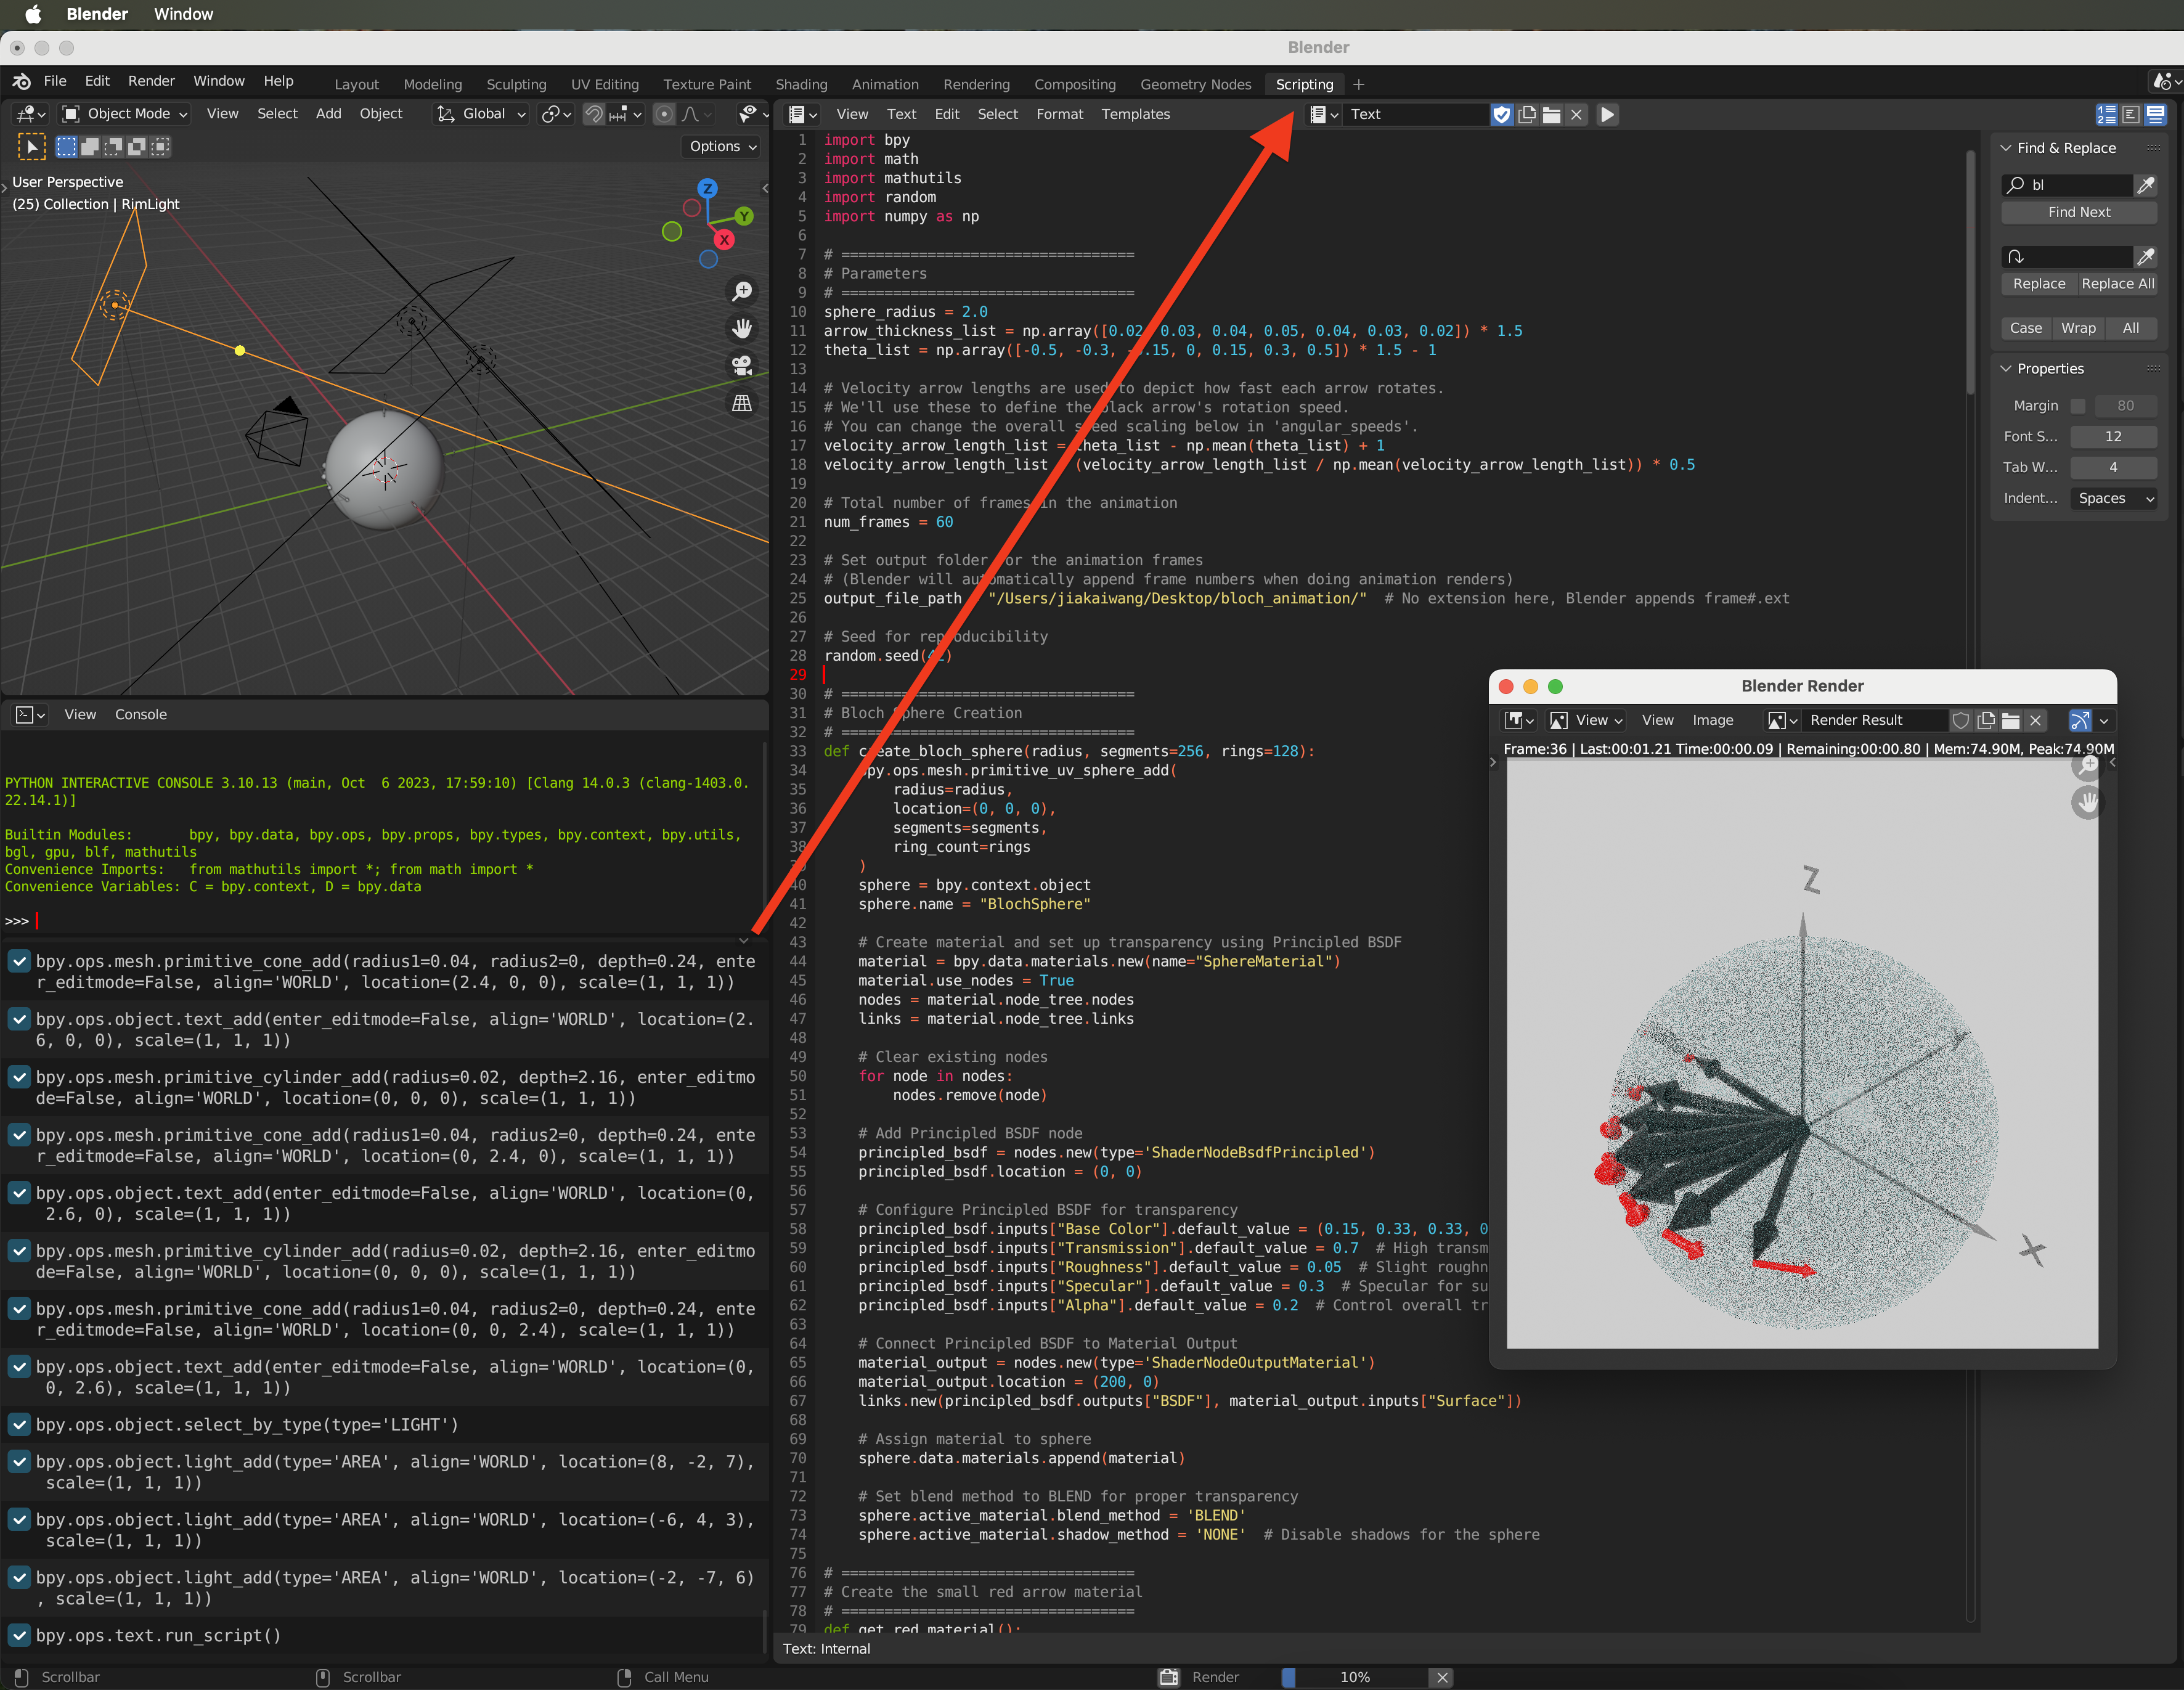 Blender Window
Blender
File Edit Render Window Help Layout Modeling Sculpting UV Editing Texture Paint Shading Animation Rendering Compositing Geometry Nodes Scripting +
Object Mode View Select Add Object Global
Options
User Perspective
(25) Collection | RimLight
Z
Y
X
View Console
PYTHON INTERACTIVE CONSOLE 3.10.13 (main, Oct  6 2023, 17:59:10) [Clang 14.0.3 (clang-1403.0.
22.14.1)]
Builtin Modules:       bpy, bpy.data, bpy.ops, bpy.props, bpy.types, bpy.context, bpy.utils,
bgl, gpu, blf, mathutils
Convenience Imports:   from mathutils import *; from math import *
Convenience Variables: C = bpy.context, D = bpy.data
>>>
bpy.ops.mesh.primitive_cone_add(radius1=0.04, radius2=0, depth=0.24, ente
r_editmode=False, align='WORLD', location=(2.4, 0, 0), scale=(1, 1, 1))
bpy.ops.object.text_add(enter_editmode=False, align='WORLD', location=(2.
6, 0, 0), scale=(1, 1, 1))
bpy.ops.mesh.primitive_cylinder_add(radius=0.02, depth=2.16, enter_editmo
de=False, align='WORLD', location=(0, 0, 0), scale=(1, 1, 1))
bpy.ops.mesh.primitive_cone_add(radius1=0.04, radius2=0, depth=0.24, ente
r_editmode=False, align='WORLD', location=(0, 2.4, 0), scale=(1, 1, 1))
bpy.ops.object.text_add(enter_editmode=False, align='WORLD', location=(0,
2.6, 0), scale=(1, 1, 1))
bpy.ops.mesh.primitive_cylinder_add(radius=0.02, depth=2.16, enter_editmo
de=False, align='WORLD', location=(0, 0, 0), scale=(1, 1, 1))
bpy.ops.mesh.primitive_cone_add(radius1=0.04, radius2=0, depth=0.24, ente
r_editmode=False, align='WORLD', location=(0, 0, 2.4), scale=(1, 1, 1))
bpy.ops.object.text_add(enter_editmode=False, align='WORLD', location=(0,
0, 2.6), scale=(1, 1, 1))
bpy.ops.object.select_by_type(type='LIGHT')
bpy.ops.object.light_add(type='AREA', align='WORLD', location=(8, -2, 7),
scale=(1, 1, 1))
bpy.ops.object.light_add(type='AREA', align='WORLD', location=(-6, 4, 3),
scale=(1, 1, 1))
bpy.ops.object.light_add(type='AREA', align='WORLD', location=(-2, -7, 6)
, scale=(1, 1, 1))
bpy.ops.text.run_script()
View Text Edit Select Format Templates Text
1 import bpy
2 import math
3 import mathutils
4 import random
5 import numpy as np
6
7 # ==================================
8 # Parameters
9 # ==================================
10 sphere_radius = 2.0
11 arrow_thickness_list = np.array([0.02, 0.03, 0.04, 0.05, 0.04, 0.03, 0.02]) * 1.5
12 theta_list = np.array([-0.5, -0.3, -0.15, 0, 0.15, 0.3, 0.5]) * 1.5 - 1
13
14 # Velocity arrow lengths are used to depict how fast each arrow rotates.
15 # We'll use these to define the black arrow's rotation speed.
16 # You can change the overall speed scaling below in 'angular_speeds'.
17 velocity_arrow_length_list = theta_list - np.mean(theta_list) + 1
18 velocity_arrow_length_list = (velocity_arrow_length_list / np.mean(velocity_arrow_length_list)) * 0.5
19
20 # Total number of frames in the animation
21 num_frames = 60
22
23 # Set output folder for the animation frames
24 # (Blender will automatically append frame numbers when doing animation renders)
25 output_file_path = "/Users/jiakaiwang/Desktop/bloch_animation/"  # No extension here, Blender appends frame#.ext
26
27 # Seed for reproducibility
28 random.seed(42)
29
30 # ==================================
31 # Bloch Sphere Creation
32 # ==================================
33 def create_bloch_sphere(radius, segments=256, rings=128):
34     bpy.ops.mesh.primitive_uv_sphere_add(
35         radius=radius,
36         location=(0, 0, 0),
37         segments=segments,
38         ring_count=rings
39     )
40     sphere = bpy.context.object
41     sphere.name = "BlochSphere"
42
43     # Create material and set up transparency using Principled BSDF
44     material = bpy.data.materials.new(name="SphereMaterial")
45     material.use_nodes = True
46     nodes = material.node_tree.nodes
47     links = material.node_tree.links
48
49     # Clear existing nodes
50     for node in nodes:
51         nodes.remove(node)
52
53     # Add Principled BSDF node
54     principled_bsdf = nodes.new(type='ShaderNodeBsdfPrincipled')
55     principled_bsdf.location = (0, 0)
56
57     # Configure Principled BSDF for transparency
58     principled_bsdf.inputs["Base Color"].default_value = (0.15, 0.33, 0.33, 0
59     principled_bsdf.inputs["Transmission"].default_value = 0.7  # High transm
60     principled_bsdf.inputs["Roughness"].default_value = 0.05  # Slight roughn
61     principled_bsdf.inputs["Specular"].default_value = 0.3  # Specular for su
62     principled_bsdf.inputs["Alpha"].default_value = 0.2  # Control overall tr
63
64     # Connect Principled BSDF to Material Output
65     material_output = nodes.new(type='ShaderNodeOutputMaterial')
66     material_output.location = (200, 0)
67     links.new(principled_bsdf.outputs["BSDF"], material_output.inputs["Surface"])
68
69     # Assign material to sphere
70     sphere.data.materials.append(material)
71
72     # Set blend method to BLEND for proper transparency
73     sphere.active_material.blend_method = 'BLEND'
74     sphere.active_material.shadow_method = 'NONE'  # Disable shadows for the sphere
75
76 # ==================================
77 # Create the small red arrow material
78 # ==================================
79 def get_red_material():
Text: Internal
Find & Replace
bl
Find Next
Replace Replace All
Case Wrap All
Properties
Margin 80
Font S... 12
Tab W... 4
Indent... Spaces
Blender Render
View View Image Render Result
Frame:36 | Last:00:01.21 Time:00:00.09 | Remaining:00:00.80 | Mem:74.90M, Peak:74.90M
Z
y
X
Scrollbar Scrollbar Call Menu Render 10%